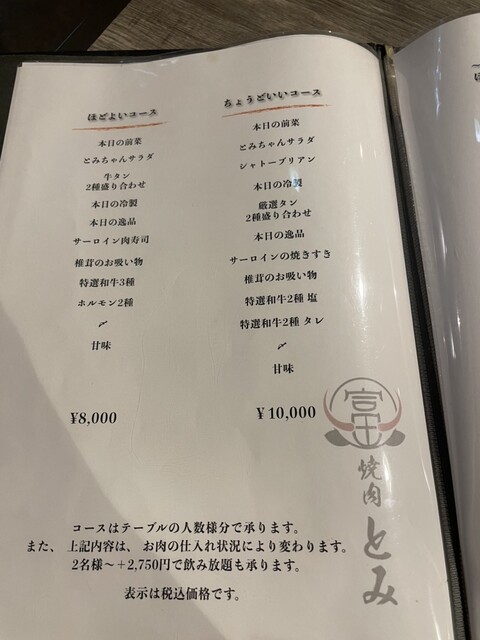 ほどよいコース
本日の前菜
とみちゃんサラダ
牛タン
2種盛り合わせ
本日の冷製
本日の逸品
サーロイン肉寿司
椎茸のお吸い物
特選和牛3種
ホルモン2種
〆
甘味
¥8,000
ちょうどいいコース
本日の前菜
とみちゃんサラダ
シャトーブリアン
本日の冷製
厳選タン
2種盛り合わせ
本日の逸品
サーロインの焼きすき
椎茸のお吸い物
特選和牛2種 塩
特選和牛2種 タレ
〆
甘味
¥10,000
富
焼肉とみ
コースはテーブルの人数様分で承ります。
また、上記内容は、お肉の仕入れ状況により変わります。
2名様～+2,750円で飲み放題も承ります。
表示は税込価格です。